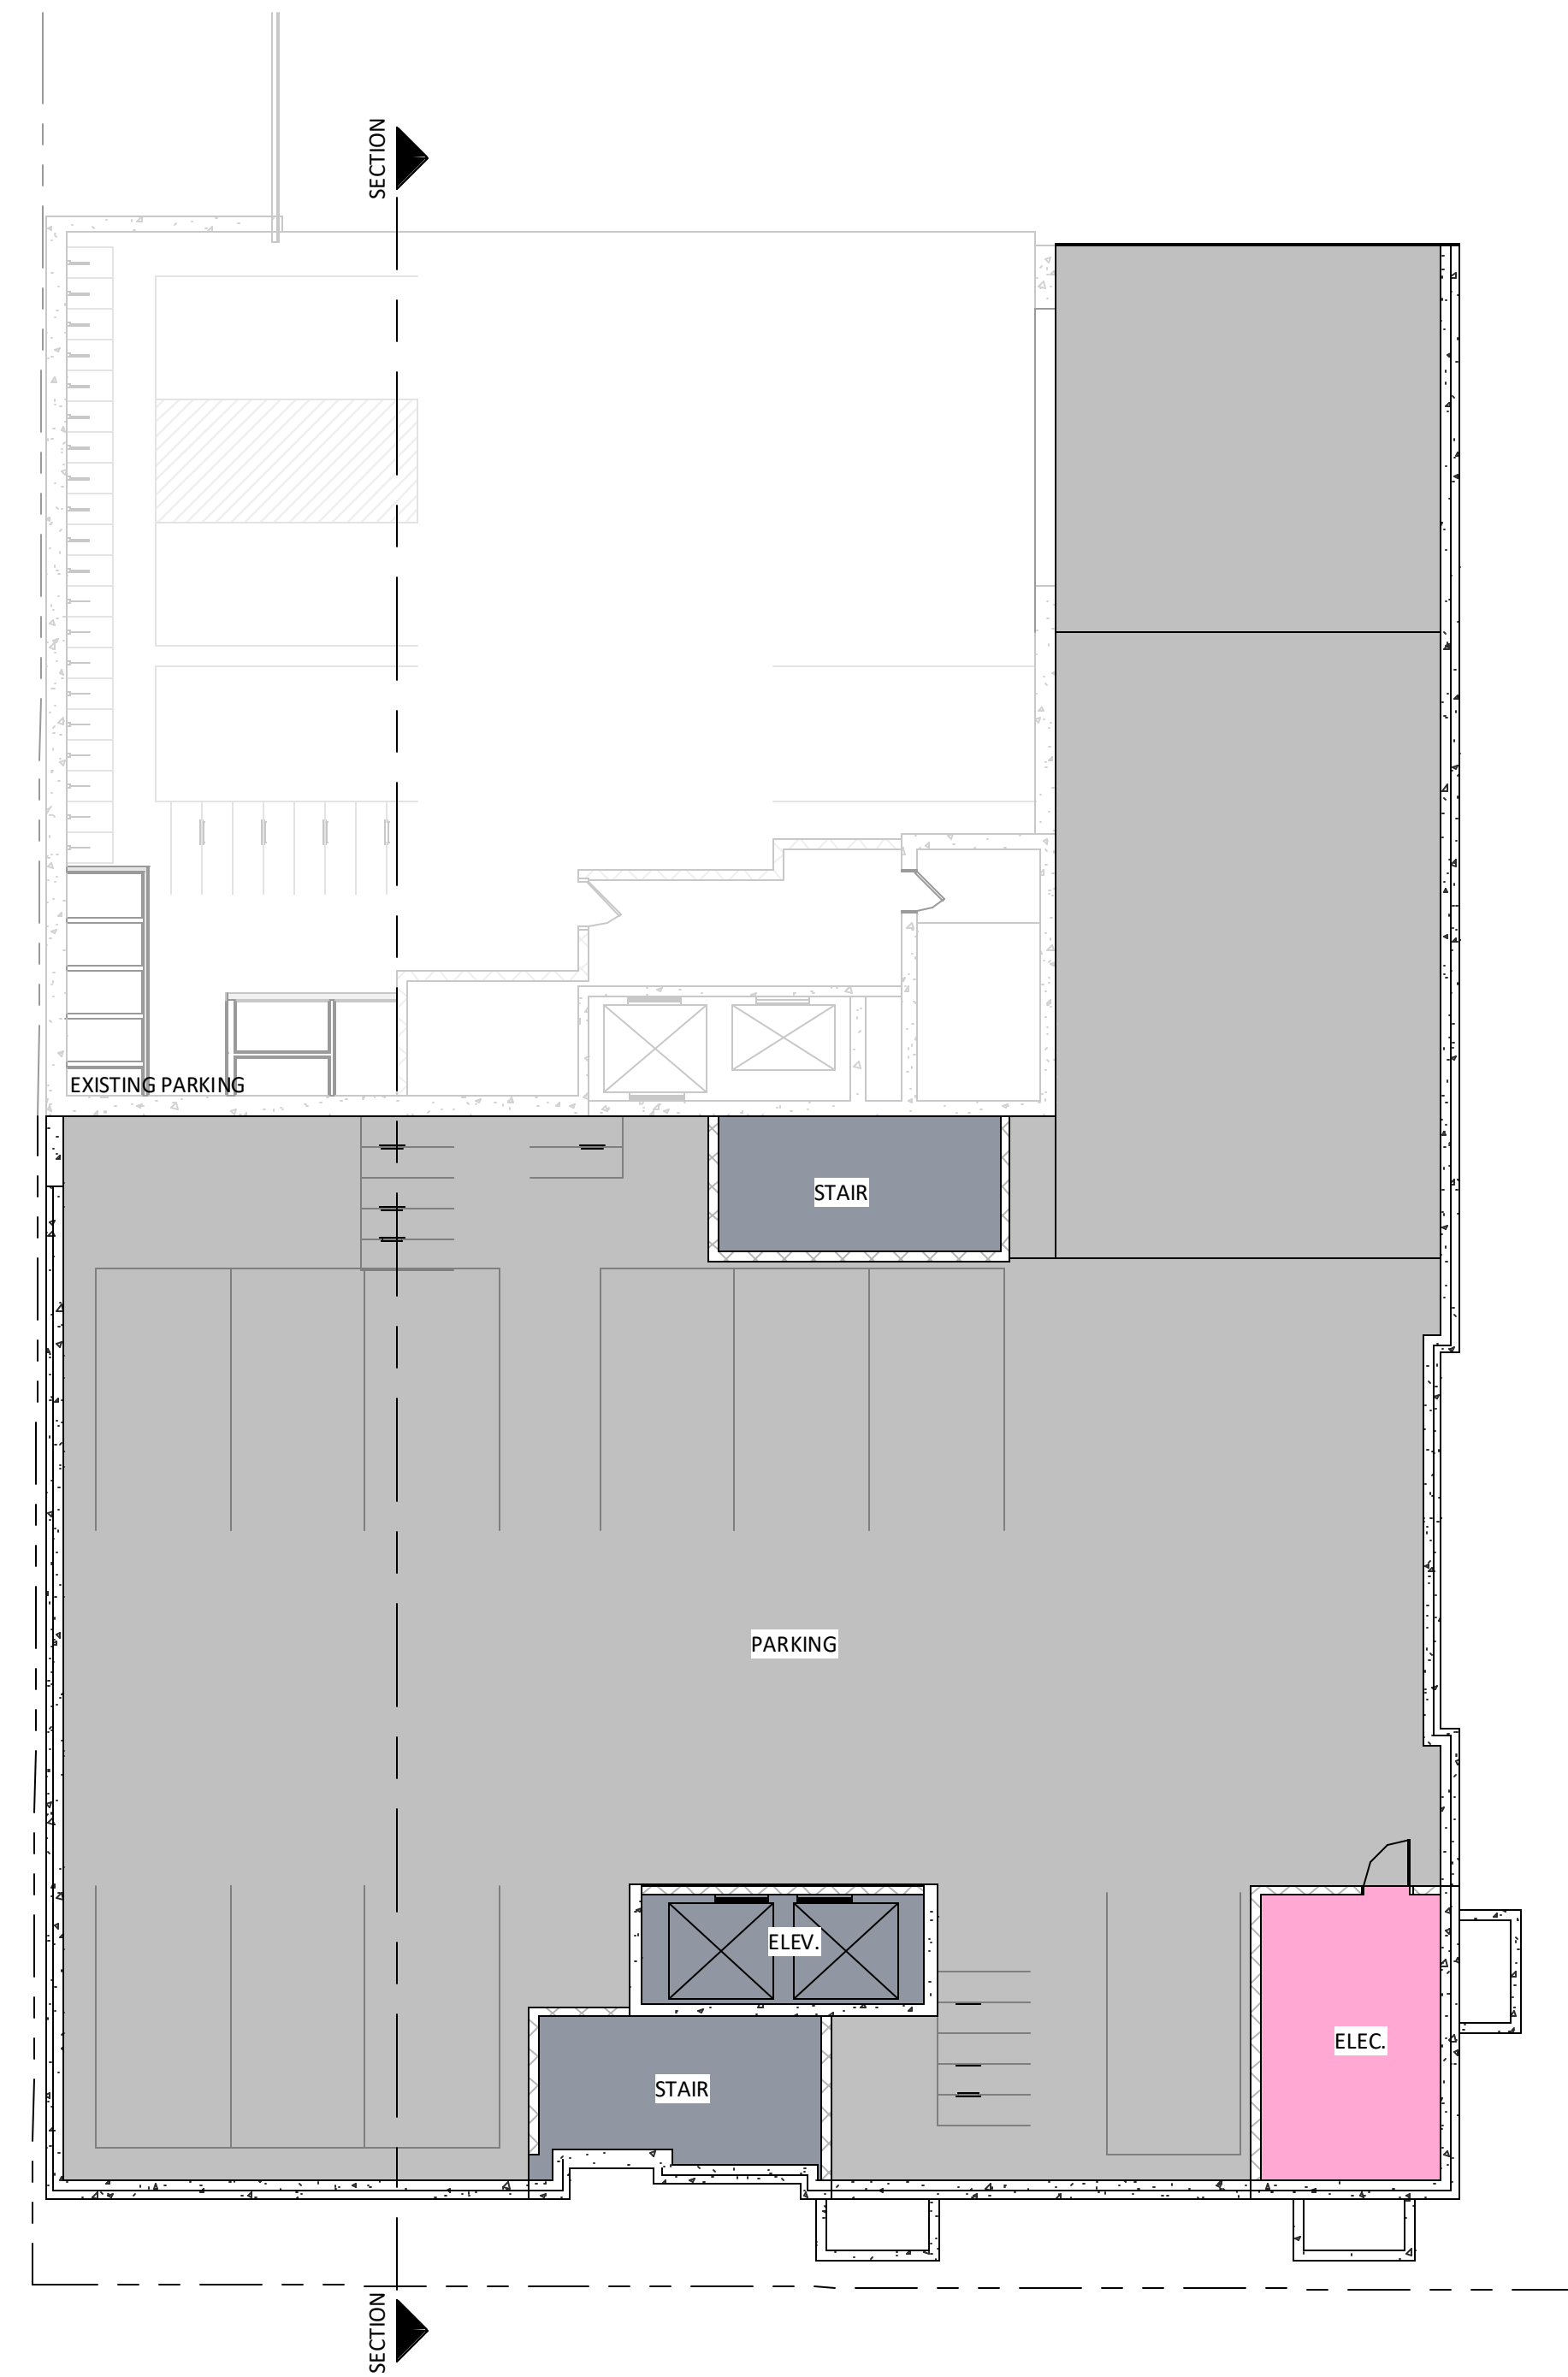 SECTION
EXISTING PARKING
STAIR
PARKING
ELEV.
ELEC.
STAIR
SECTION